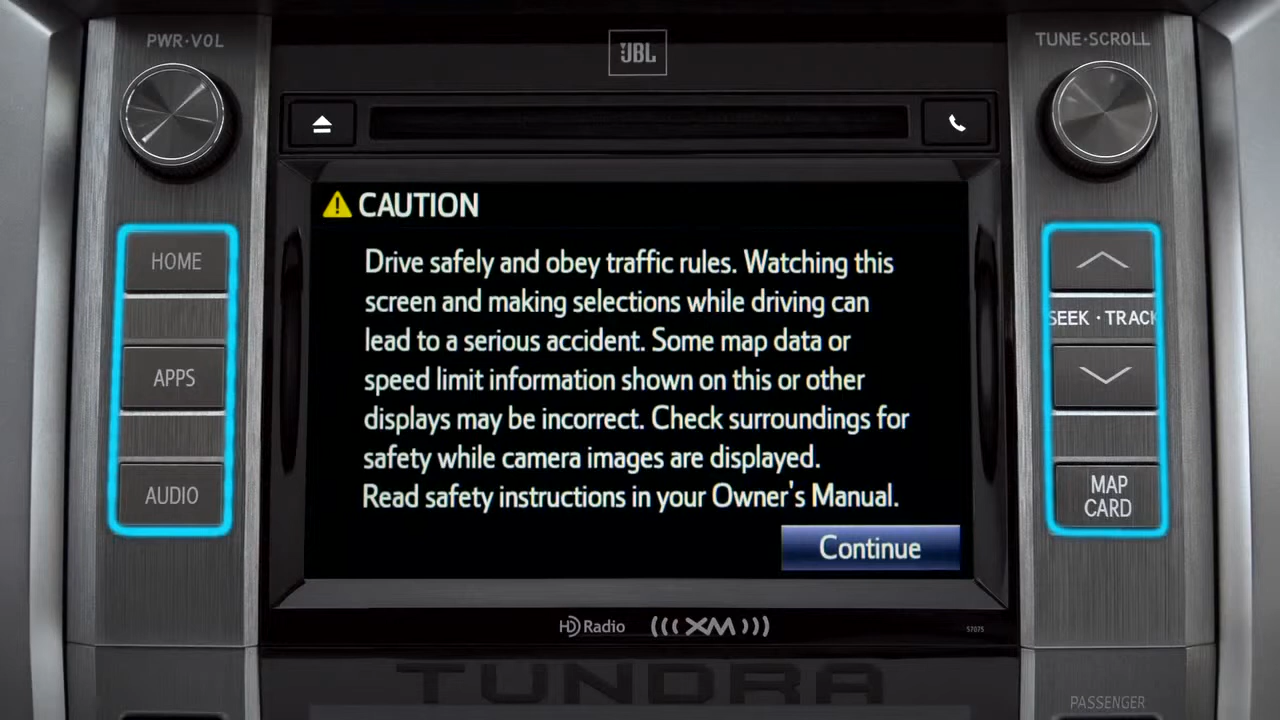 PWR·VOL
JBL
TUNE·SCROLL
HOME
APPS
AUDIO
CAUTION
Drive safely and obey traffic rules. Watching this
screen and making selections while driving can
lead to a serious accident. Some map data or
speed limit information shown on this or other
displays may be incorrect. Check surroundings for
safety while camera images are displayed.
Read safety instructions in your Owner's Manual.
Continue
SEEK · TRACK
MAP
CARD
HD Radio
XM
57075
TUNDRA
PASSENGER